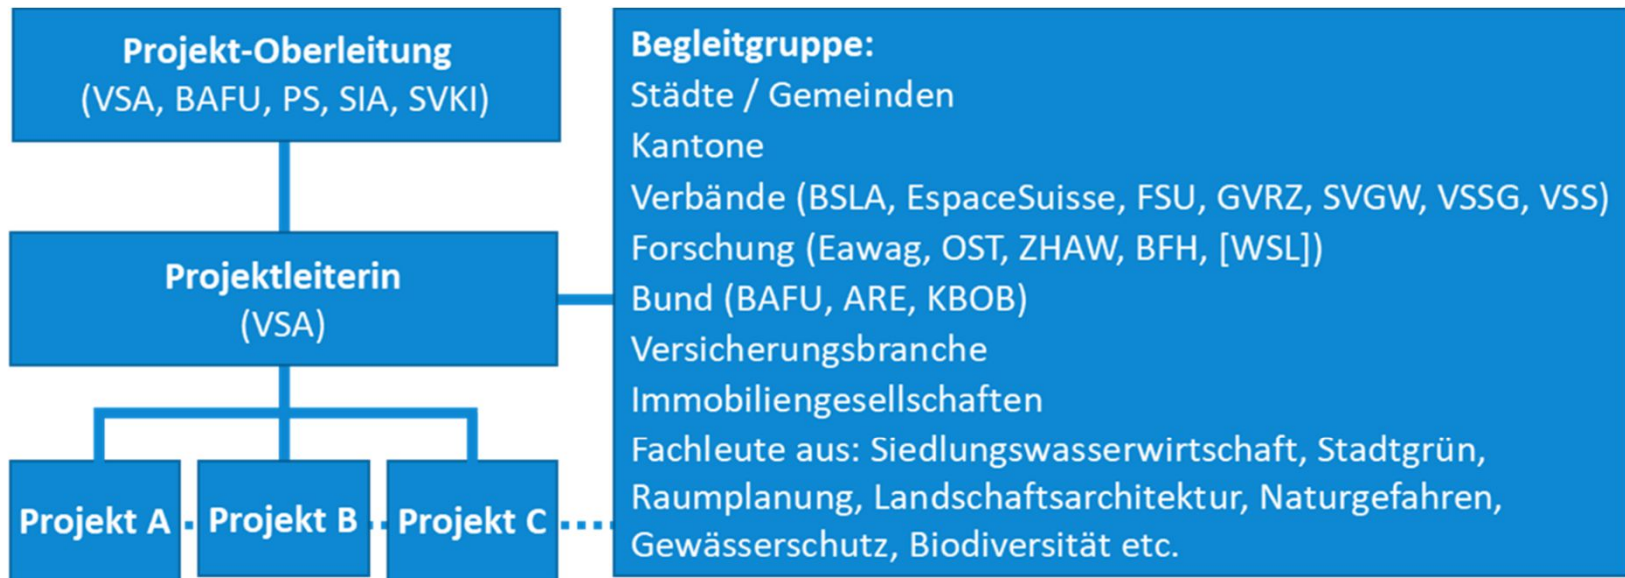 Projekt-Oberleitung
(VSA, BAFU, PS, SIA, SVKI)
Projektleiterin
(VSA)
Projekt A
Projekt B
Projekt C
Begleitgruppe:
Städte / Gemeinden
Kantone
Verbände (BSLA, EspaceSuisse, FSU, GVRZ, SVGW, VSSG, VSS)
Forschung (Eawag, OST, ZHAW, BFH, [WSL])
Bund (BAFU, ARE, KBOB)
Versicherungsbranche
Immobiliengesellschaften
Fachleute aus: Siedlungswasserwirtschaft, Stadtgrün,
Raumplanung, Landschaftsarchitektur, Naturgefahren,
Gewässerschutz, Biodiversität etc.